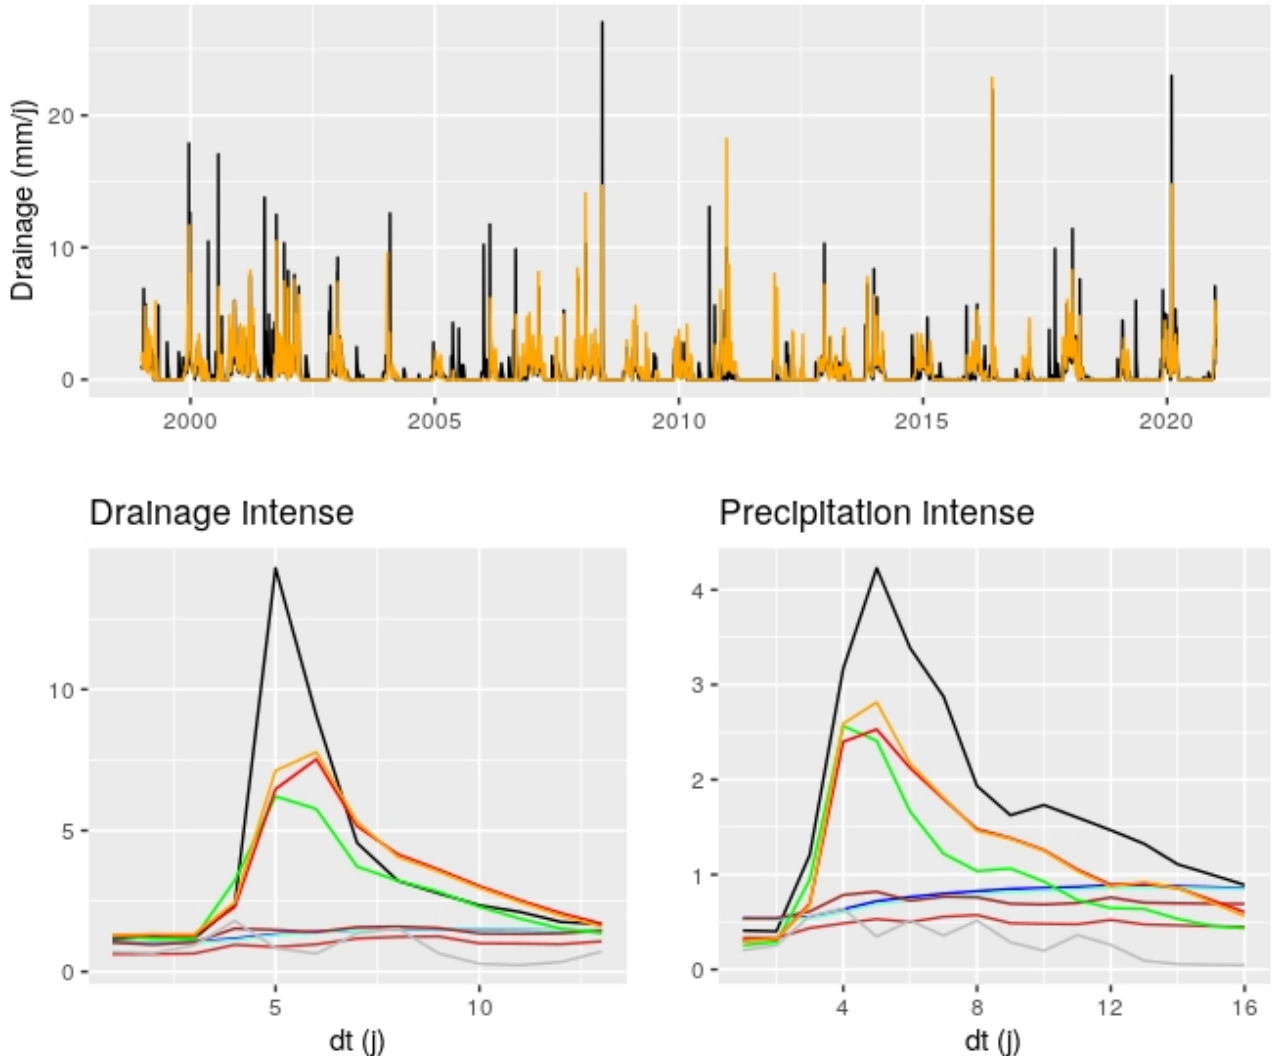 Drainage (mm/j)
20
10
0
2000 2005 2010 2015 2020
Drainage intense Precipitation intense
10
5
0
4
3
2
1
0
5 10
4 8 12 16
dt (j) dt (j)